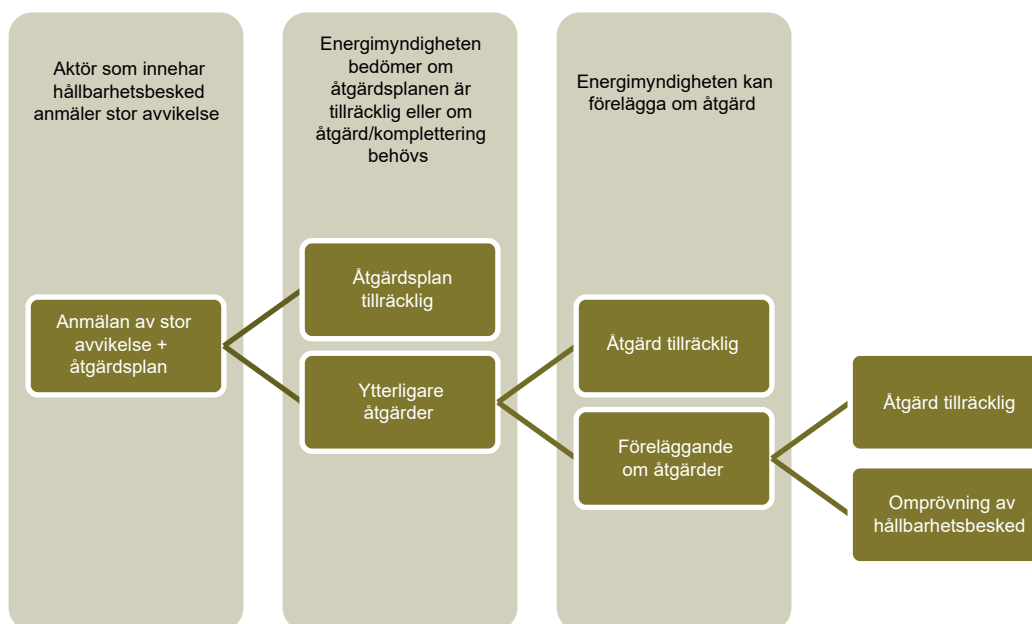 Aktör som innehar
hållbarhetsbesked
anmäler stor avvikelse
Energimyndigheten
bedömer om
åtgärdsplanen är
tillräcklig eller om
åtgärd/komplettering
behövs
Energimyndigheten kan
förelägga om åtgärd
Anmälan av stor
avvikelse +
åtgärdsplan
Åtgärdsplan
tillräcklig
Ytterligare
åtgärder
Åtgärd tillräcklig
Föreläggande
om åtgärder
Åtgärd tillräcklig
Omprövning av
hållbarhetsbesked